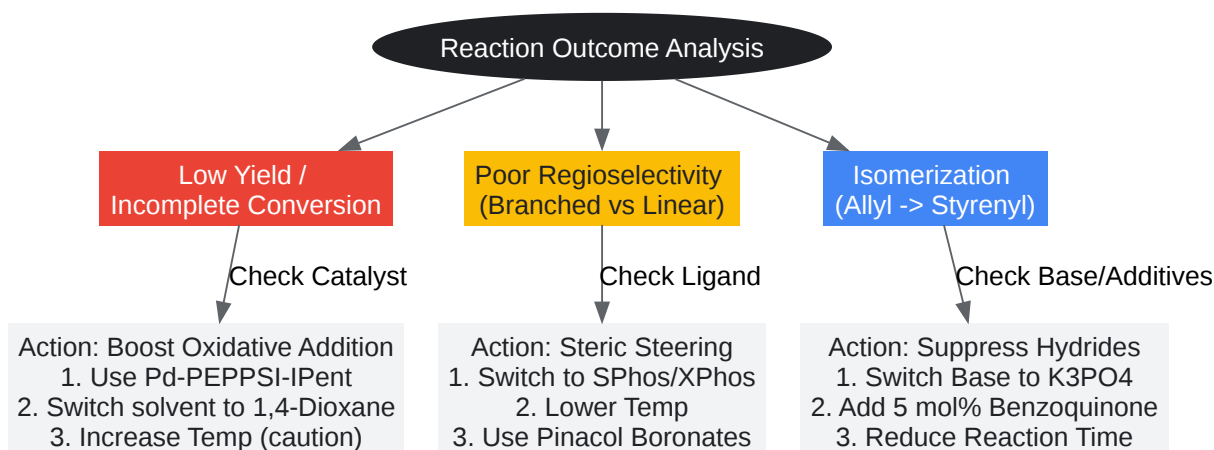 Reaction Outcome Analysis
Low Yield /
Incomplete Conversion
Poor Regioselectivity
(Branched vs Linear)
Isomerization
(Allyl -> Styrenyl)
Check Catalyst
Check Ligand
Check Base/Additives
Action: Boost Oxidative Addition
1. Use Pd-PEPPSI-IPent
2. Switch solvent to 1,4-Dioxane
3. Increase Temp (caution)
Action: Steric Steering
1. Switch to SPhos/XPhos
2. Lower Temp
3. Use Pinacol Boronates
Action: Suppress Hydrides
1. Switch Base to K3PO4
2. Add 5 mol% Benzoquinone
3. Reduce Reaction Time